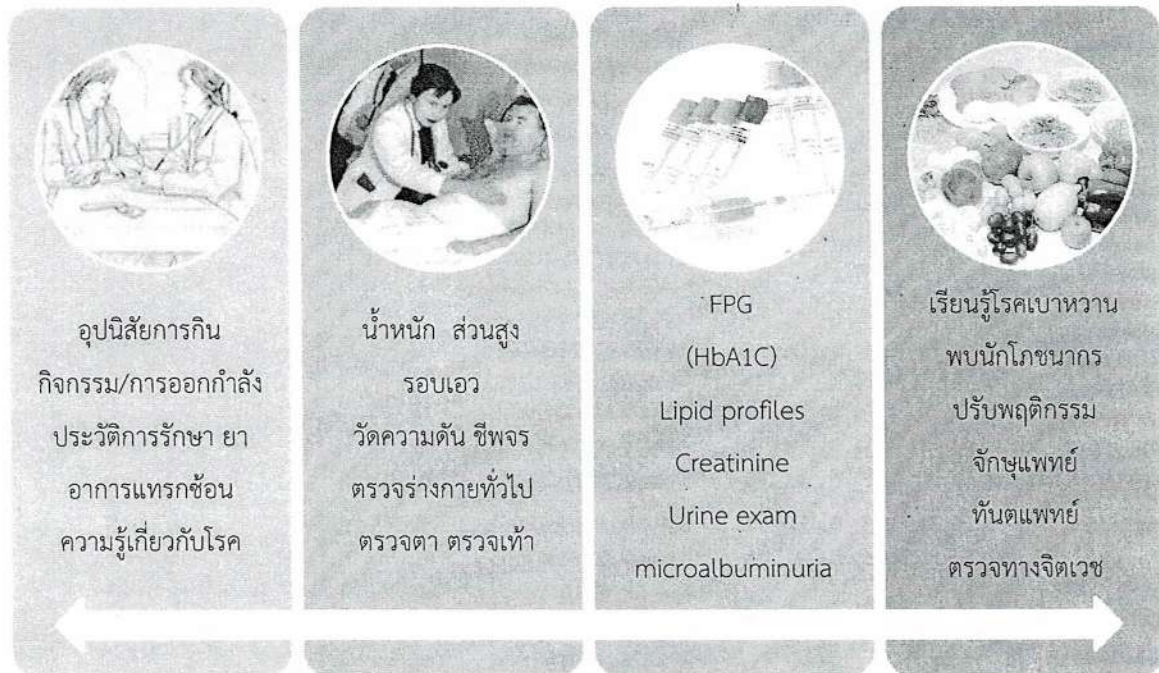 อุปนิสัยการกิน
กิจกรรม/การออกกำลัง
ประวัติการรักษา ยา
อาการแทรกซ้อน
ความรู้เกี่ยวกับโรค
น้ำหนัก ส่วนสูง
รอบเอว
วัดความดัน ชีพจร
ตรวจร่างกายทั่วไป
ตรวจตา ตรวจเท้า
FPG
(HbA1C)
Lipid profiles
Creatinine
Urine exam
microalbuminuria
เรียนรู้โรคเบาหวาน
พบนักโภชนากร
ปรับพฤติกรรม
จักษุแพทย์
ทันตแพทย์
ตรวจทางจิตเวช